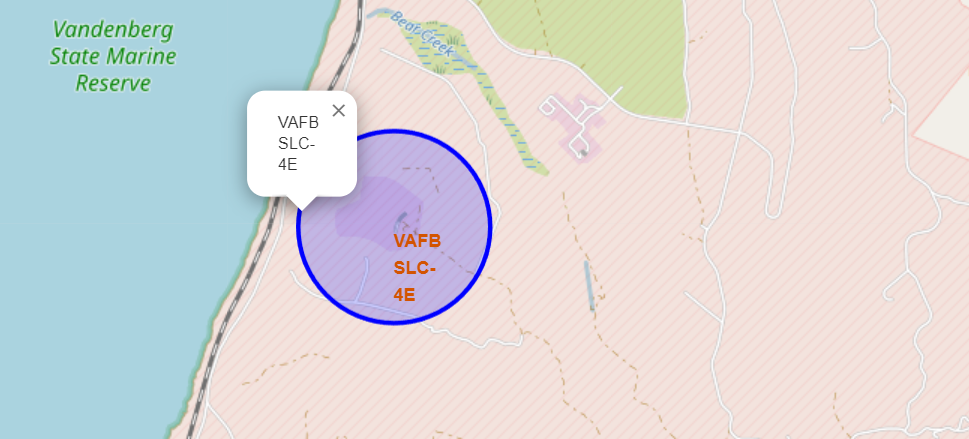 Vandenberg
State Marine
Reserve
Bear Creek
VAFB
SLC-
4E
×
VAFB
SLC-
4E